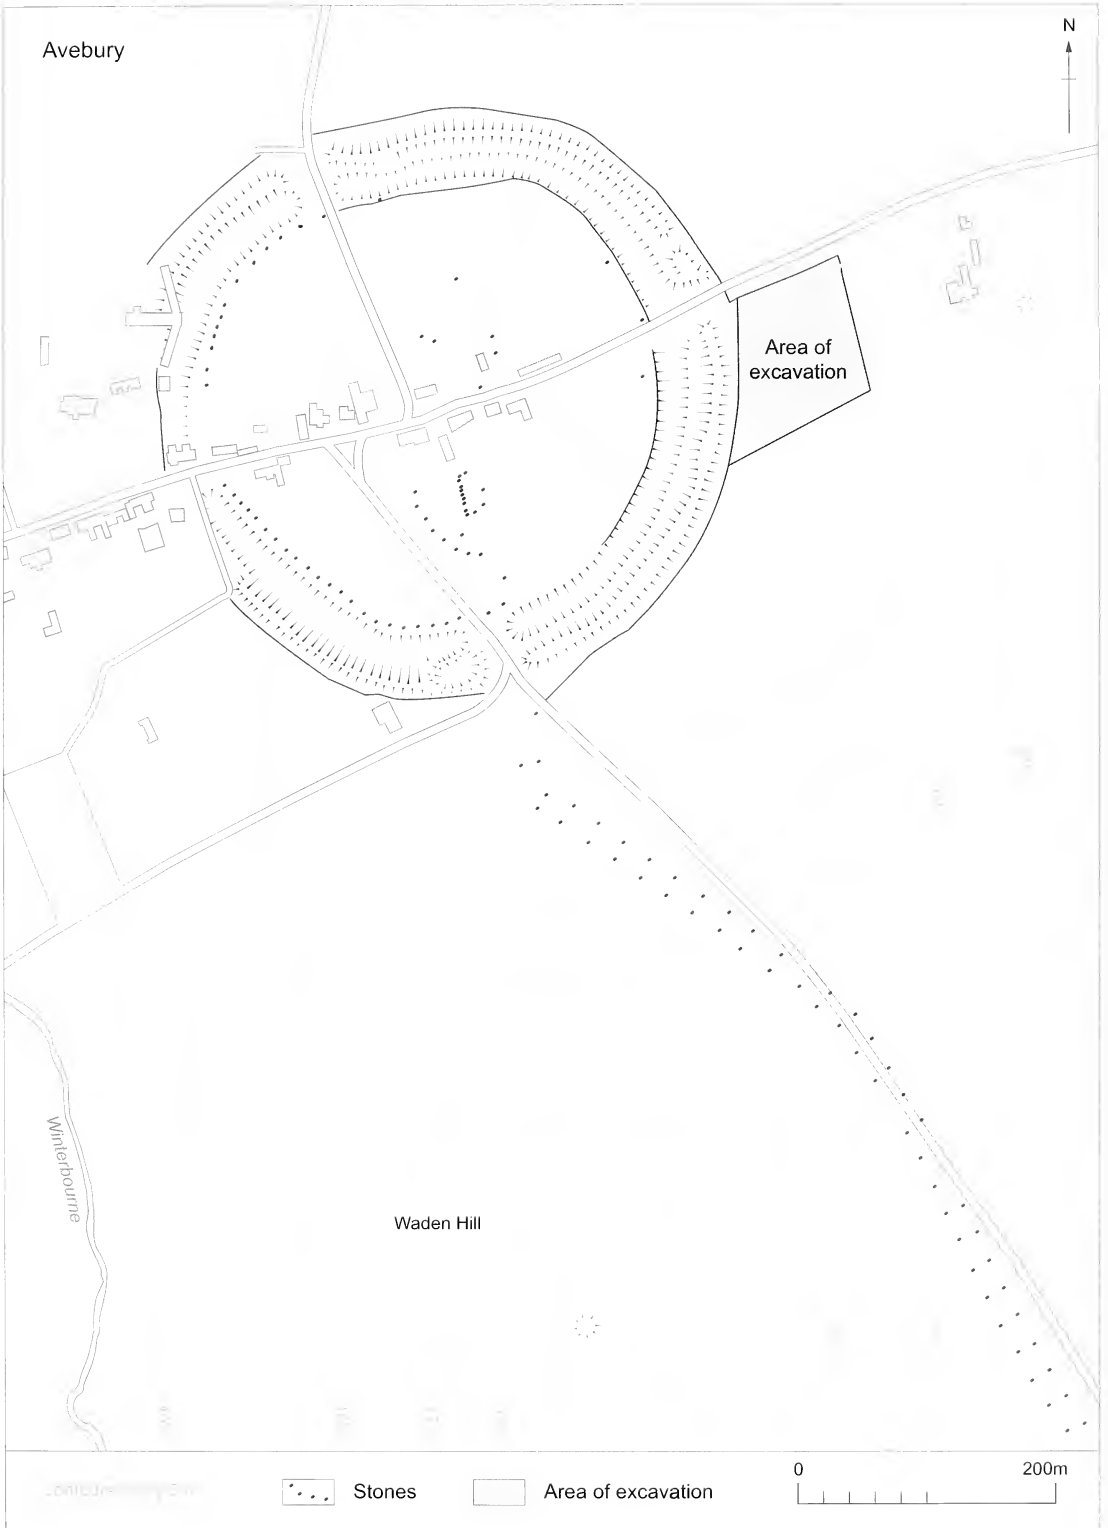 Avebury
N
Area of
excavation
Winterbourne
Waden Hill
0 200m
Stones
Area of excavation